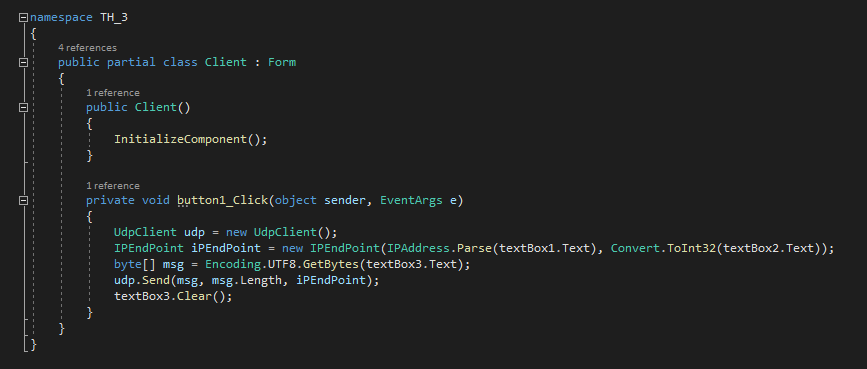 namespace TH_3
{
4 references
public partial class Client : Form
{
1 reference
public Client()
{
InitializeComponent();
}
1 reference
private void button1_Click(object sender, EventArgs e)
{
UdpClient udp = new UdpClient();
IPEndPoint iPEndPoint = new IPEndPoint(IPAddress.Parse(textBox1.Text), Convert.ToInt32(textBox2.Text));
byte[] msg = Encoding.UTF8.GetBytes(textBox3.Text);
udp.Send(msg, msg.Length, iPEndPoint);
textBox3.Clear();
}
}
}